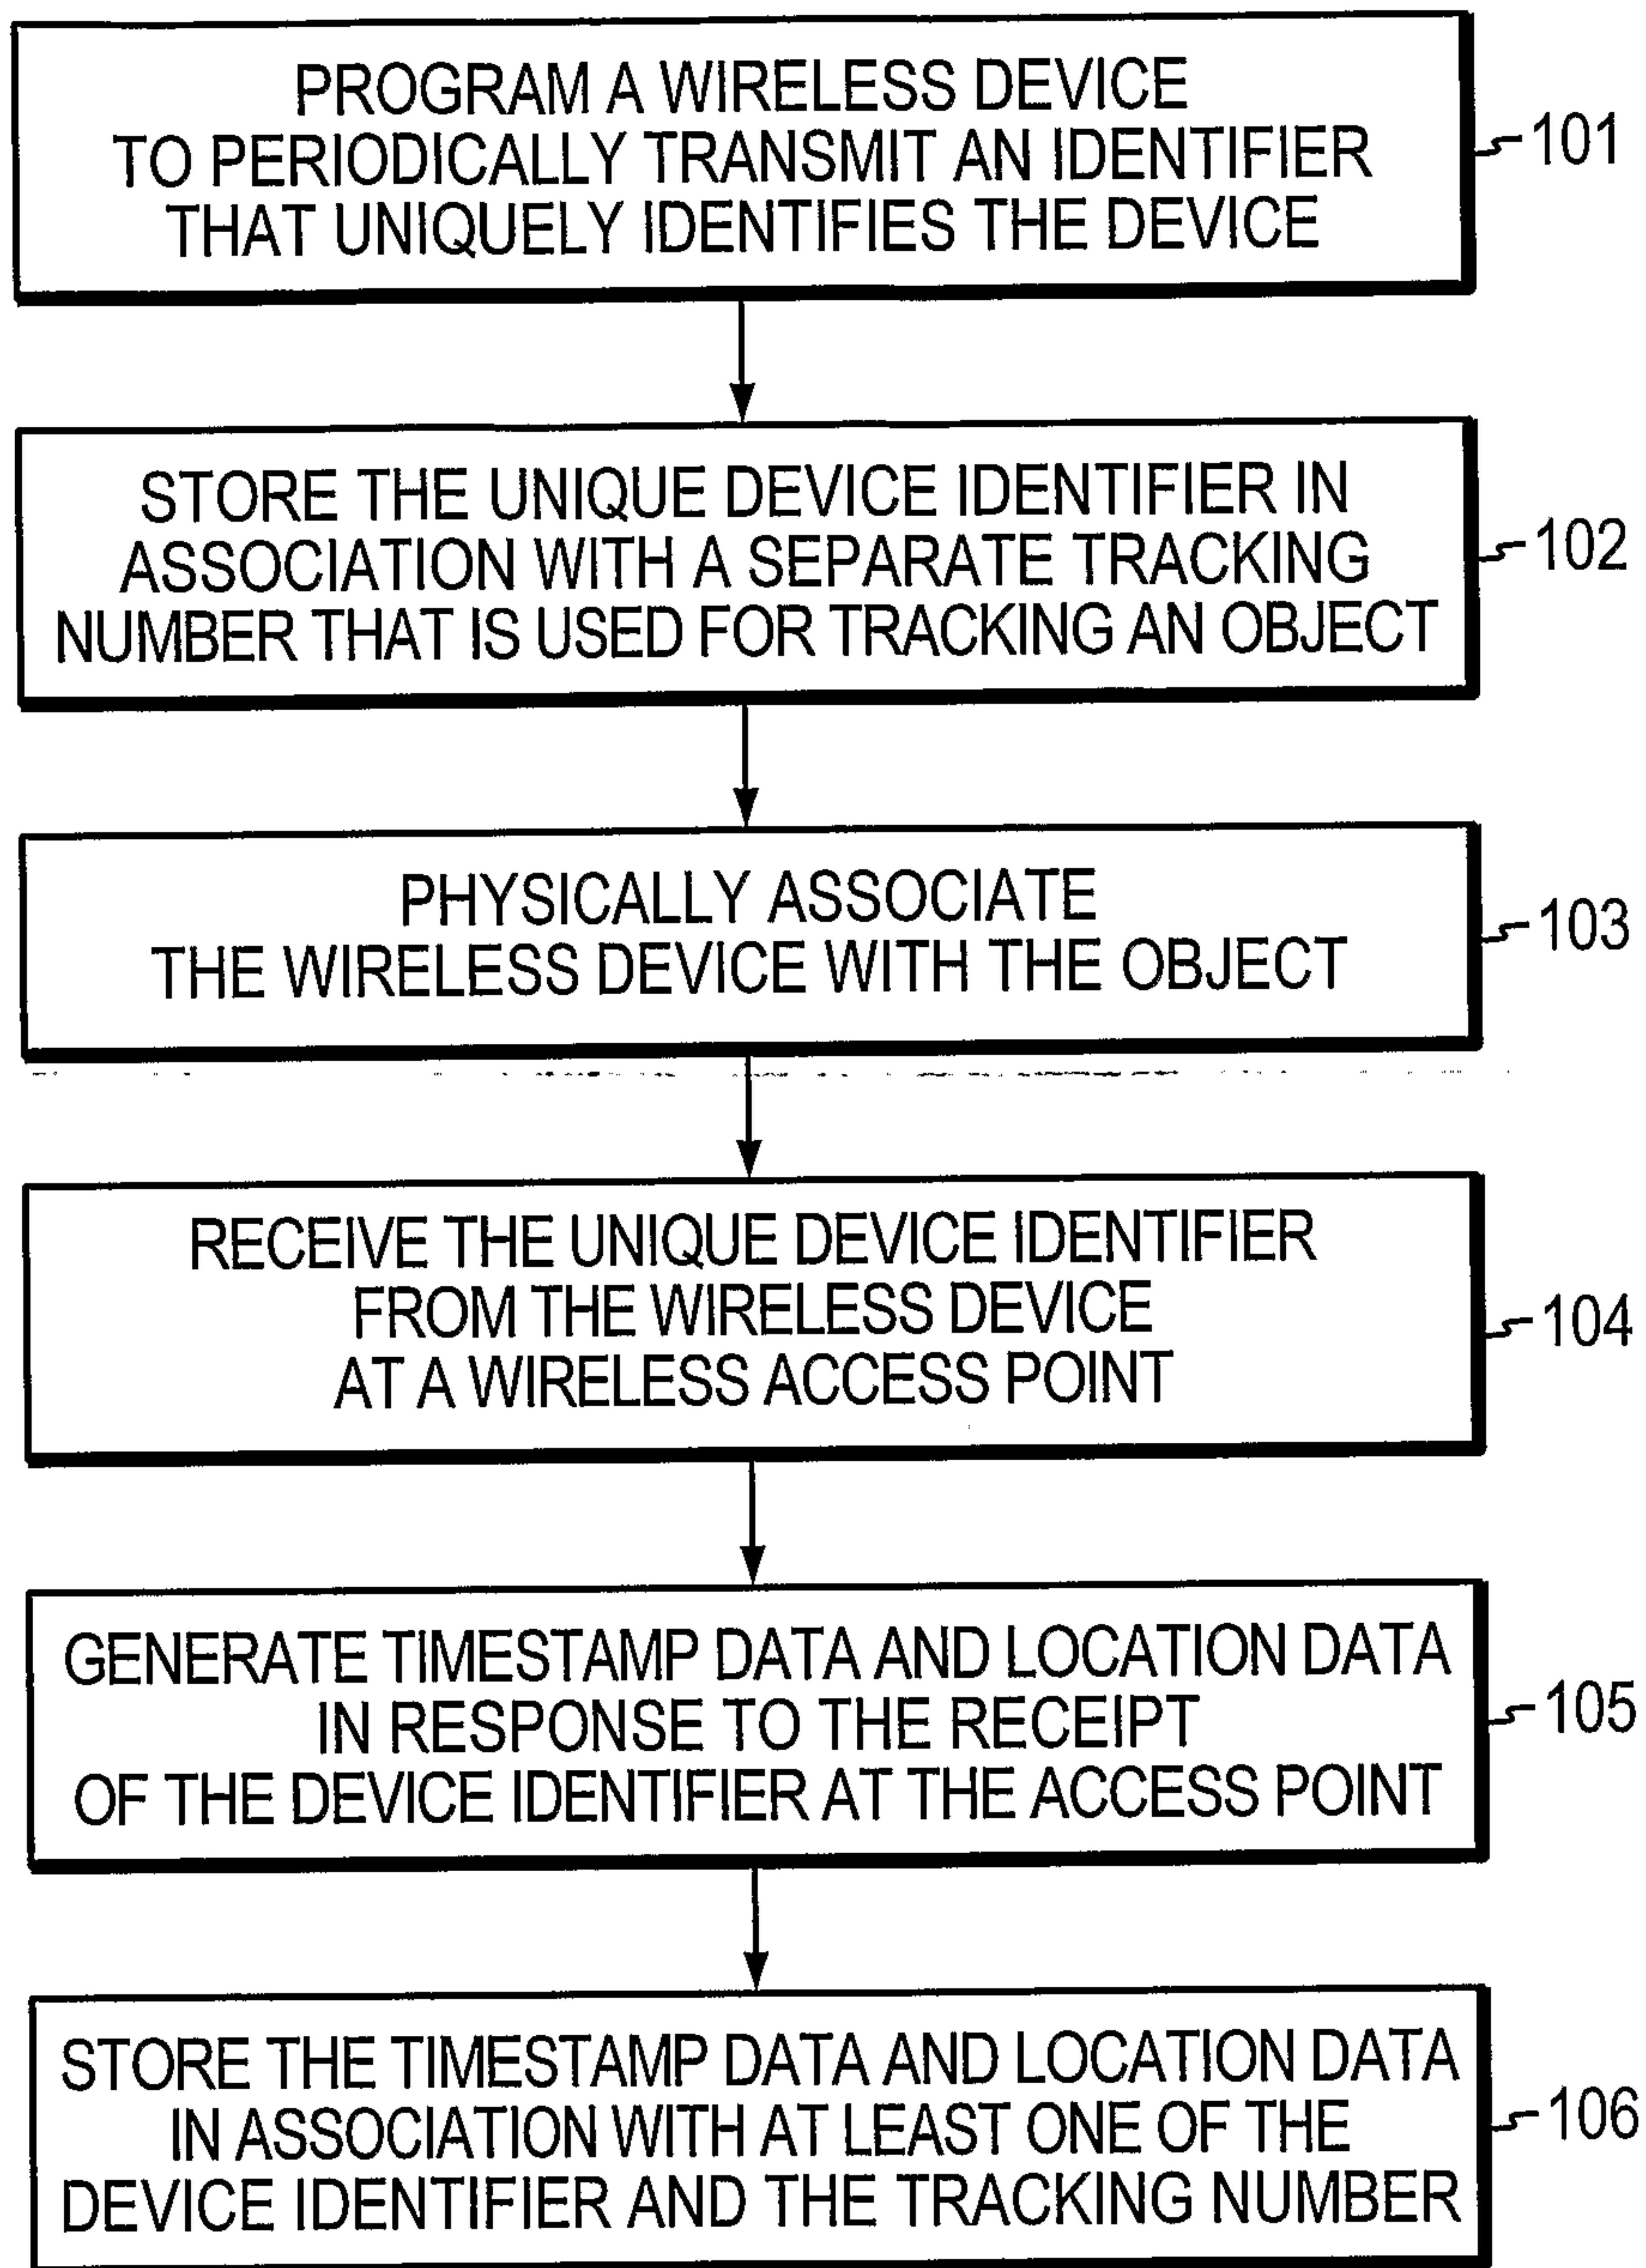 PROGRAM A WIRELESS DEVICE
TO PERIODICALLY TRANSMIT AN IDENTIFIER
THAT UNIQUELY IDENTIFIES THE DEVICE
101
STORE THE UNIQUE DEVICE IDENTIFIER IN
ASSOCIATION WITH A SEPARATE TRACKING
NUMBER THAT IS USED FOR TRACKING AN OBJECT
102
PHYSICALLY ASSOCIATE
THE WIRELESS DEVICE WITH THE OBJECT
103
RECEIVE THE UNIQUE DEVICE IDENTIFIER
FROM THE WIRELESS DEVICE
AT A WIRELESS ACCESS POINT
104
GENERATE TIMESTAMP DATA AND LOCATION DATA
IN RESPONSE TO THE RECEIPT
OF THE DEVICE IDENTIFIER AT THE ACCESS POINT
105
STORE THE TIMESTAMP DATA AND LOCATION DATA
IN ASSOCIATION WITH AT LEAST ONE OF THE
DEVICE IDENTIFIER AND THE TRACKING NUMBER
106